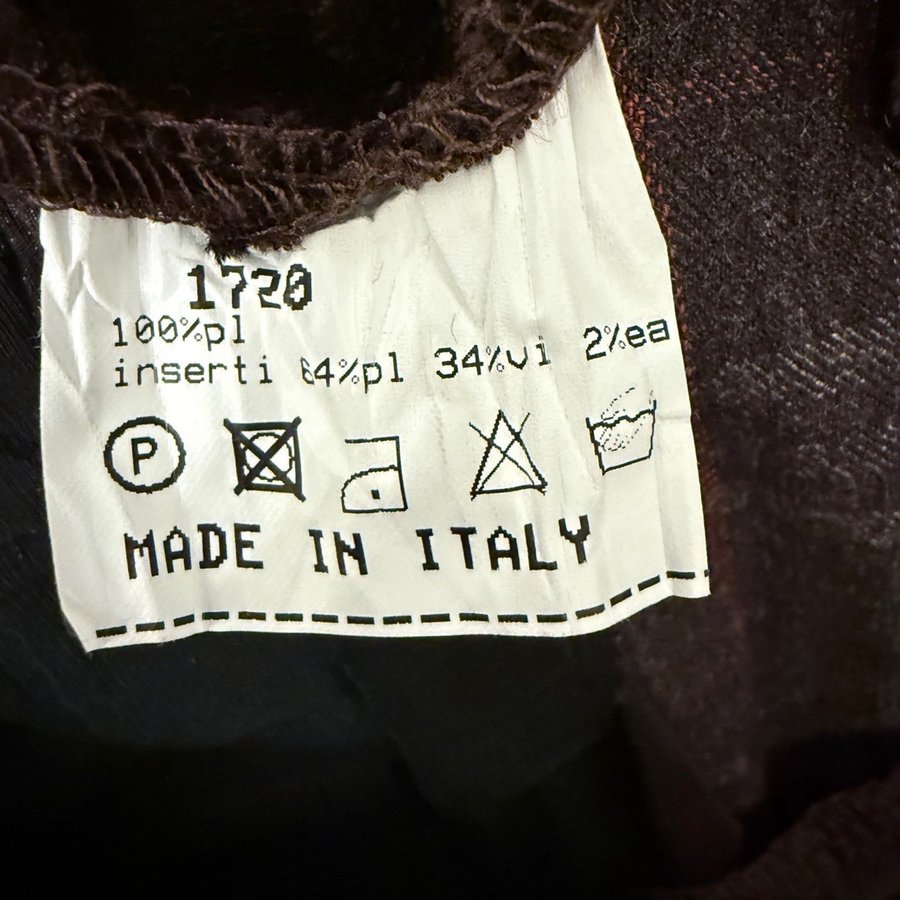 1720
100%pl
inserti 64%pl 34%vi 2%ea
P
MADE IN ITALY